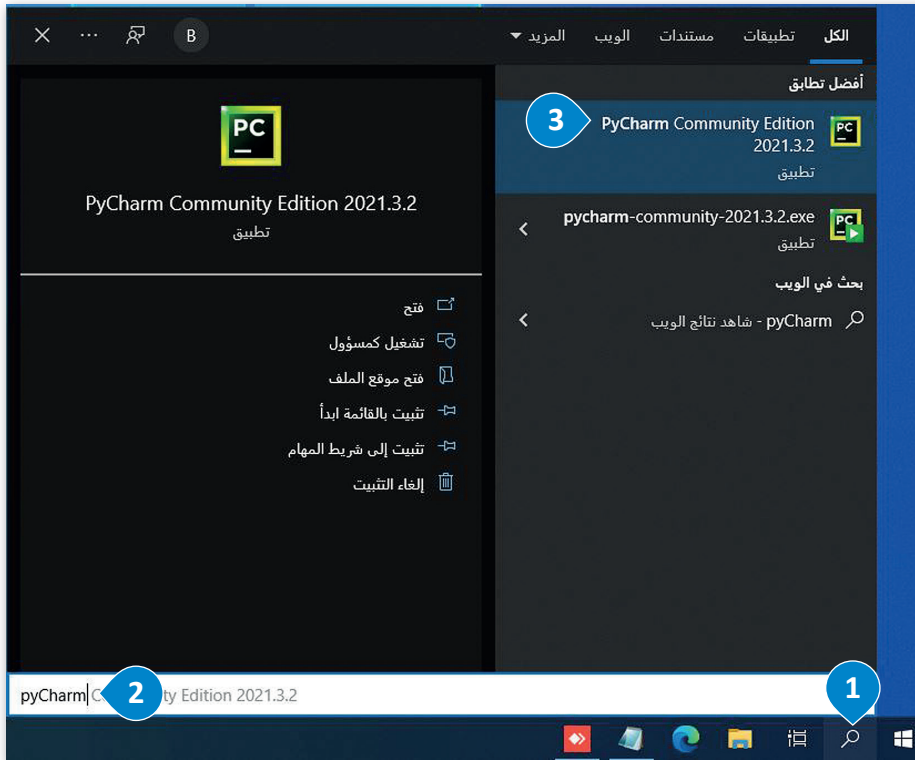 الكل
تطبيقات
مستندات
الويب
المزيد
B
أفضل تطابق
3
PyCharm Community Edition
2021.3.2
تطبيق
pycharm-community-2021.3.2.exe
تطبيق
بحث في الويب
pyCharm - شاهد نتائج الويب
PC
PyCharm Community Edition 2021.3.2
تطبيق
فتح
تشغيل كمسؤول
فتح موقع الملف
تثبيت بالقائمة ابدأ
تثبيت إلى شريط المهام
إلغاء التثبيت
pyCharm
2
ty Edition 2021.3.2
1